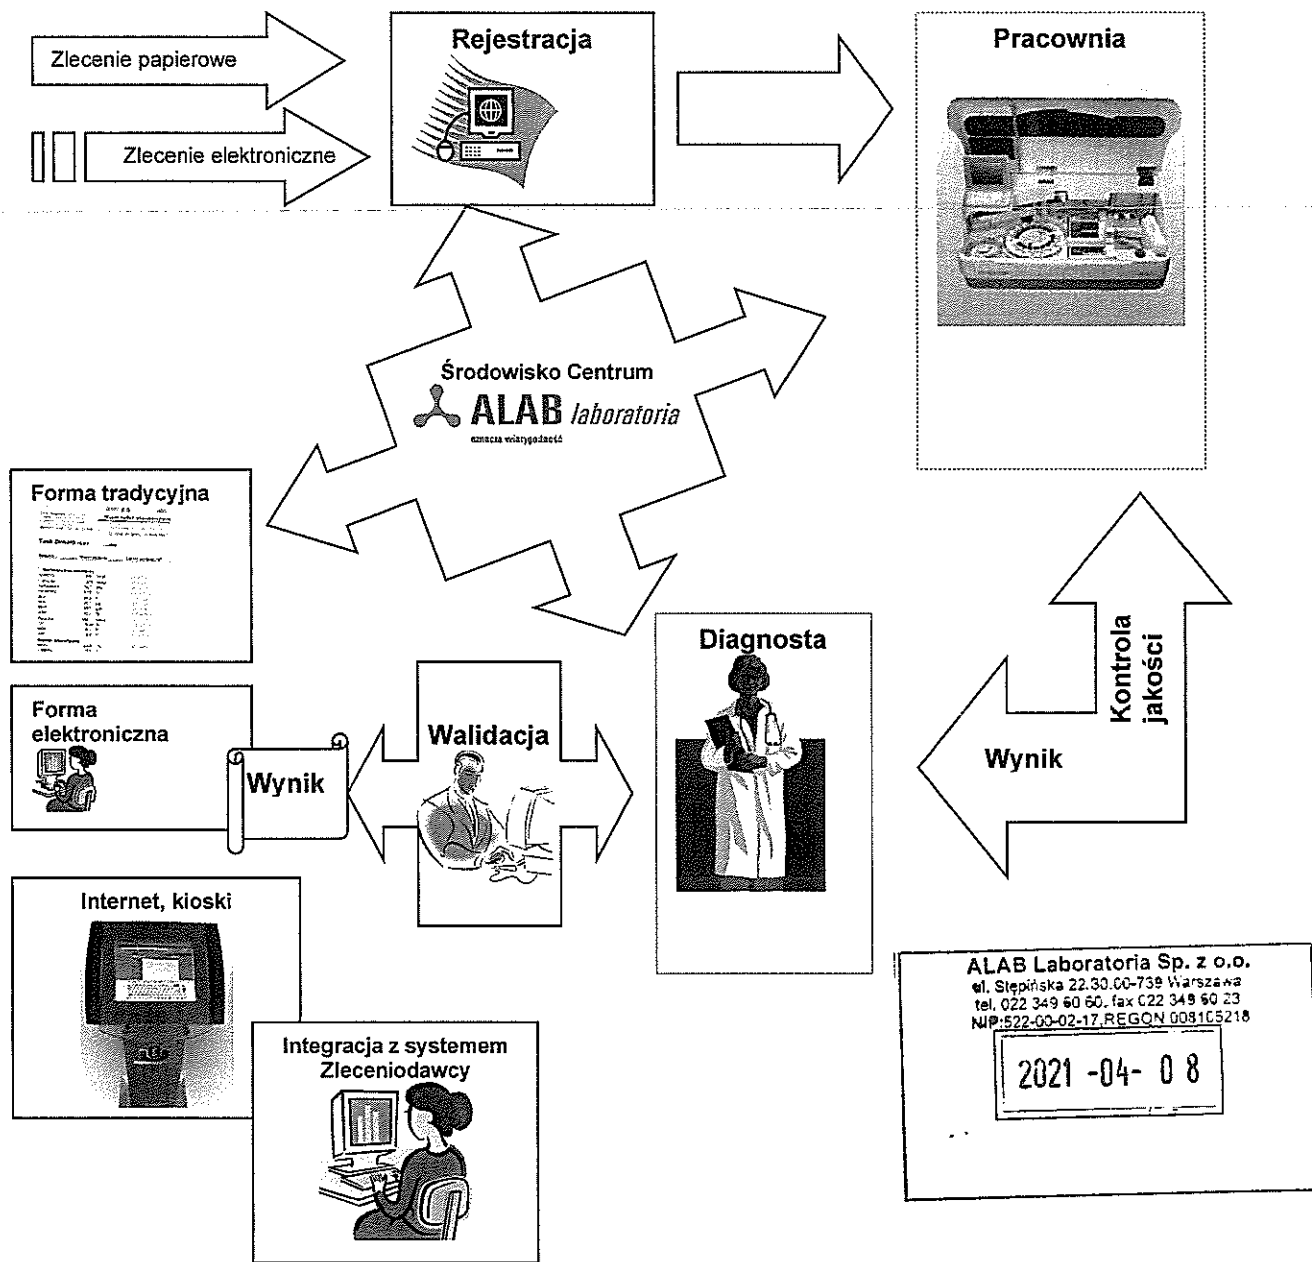 Zlecenie papierowe
Zlecenie elektroniczne
Rejestracja
Pracownia
Środowisko Centrum
ALAB laboratoria
oznacza wiarygodność
Forma tradycyjna
Forma
elektroniczna
Wynik
Walidacja
Diagnosta
Kontrola
jakości
Wynik
Internet, kioski
Integracja z systemem
Zleceniodawcy
ALAB Laboratoria Sp. z o.o.
ul. Stępińska 22.30.00-739 Warszawa
tel. 022 349 60 60, fax 022 349 60 23
NIP:522-00-02-17,REGON 008105218
2021 -04- 0 8